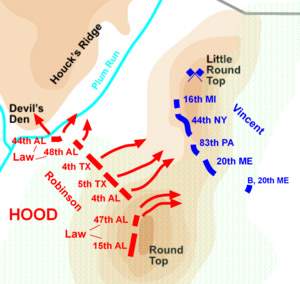 Houck's Ridge
Plum Run
Little
Round
Top
Devil's
Den
16th MI
44th NY
Vincent
83th PA
20th ME
B, 20th ME
44th AL
Law
48th AL
4th TX
Robinson
5th TX
4th AL
HOOD
47th AL
Law
15th AL
Round
Top